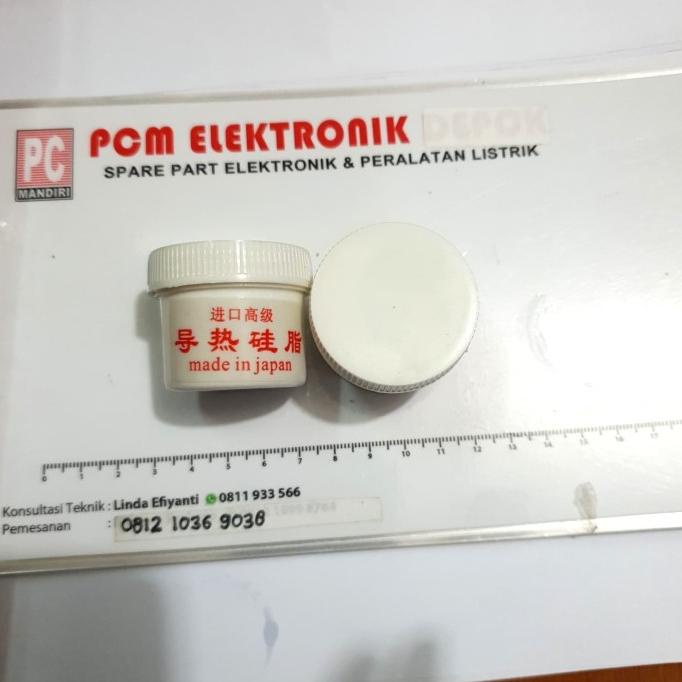 PC
MANDIRI
PCM ELEKTRONIK DEPOK
SPARE PART ELEKTRONIK & PERALATAN LISTRIK
进口高级
导热硅脂
made in japan
0 1 2 3 4 5 6 7 8 9 10 11 12 13 14 15 16 17
Konsultasi Teknik : Linda Efiyanti 0811 933 566
Pemesanan : 0812 1036 9038